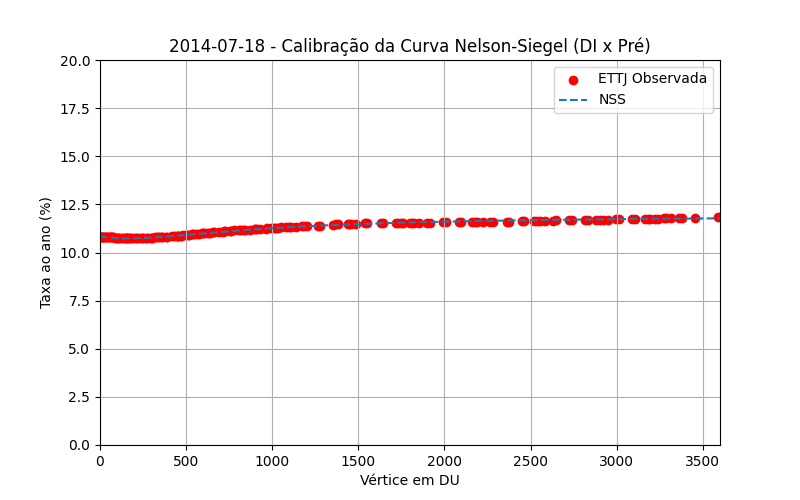 2014-07-18 - Calibração da Curva Nelson-Siegel (DI x Pré)
20.0
17.5
15.0
12.5
10.0
7.5
5.0
2.5
0.0
Taxa ao ano (%)
ETTJ Observada
NSS
0 500 1000 1500 2000 2500 3000 3500
Vértice em DU